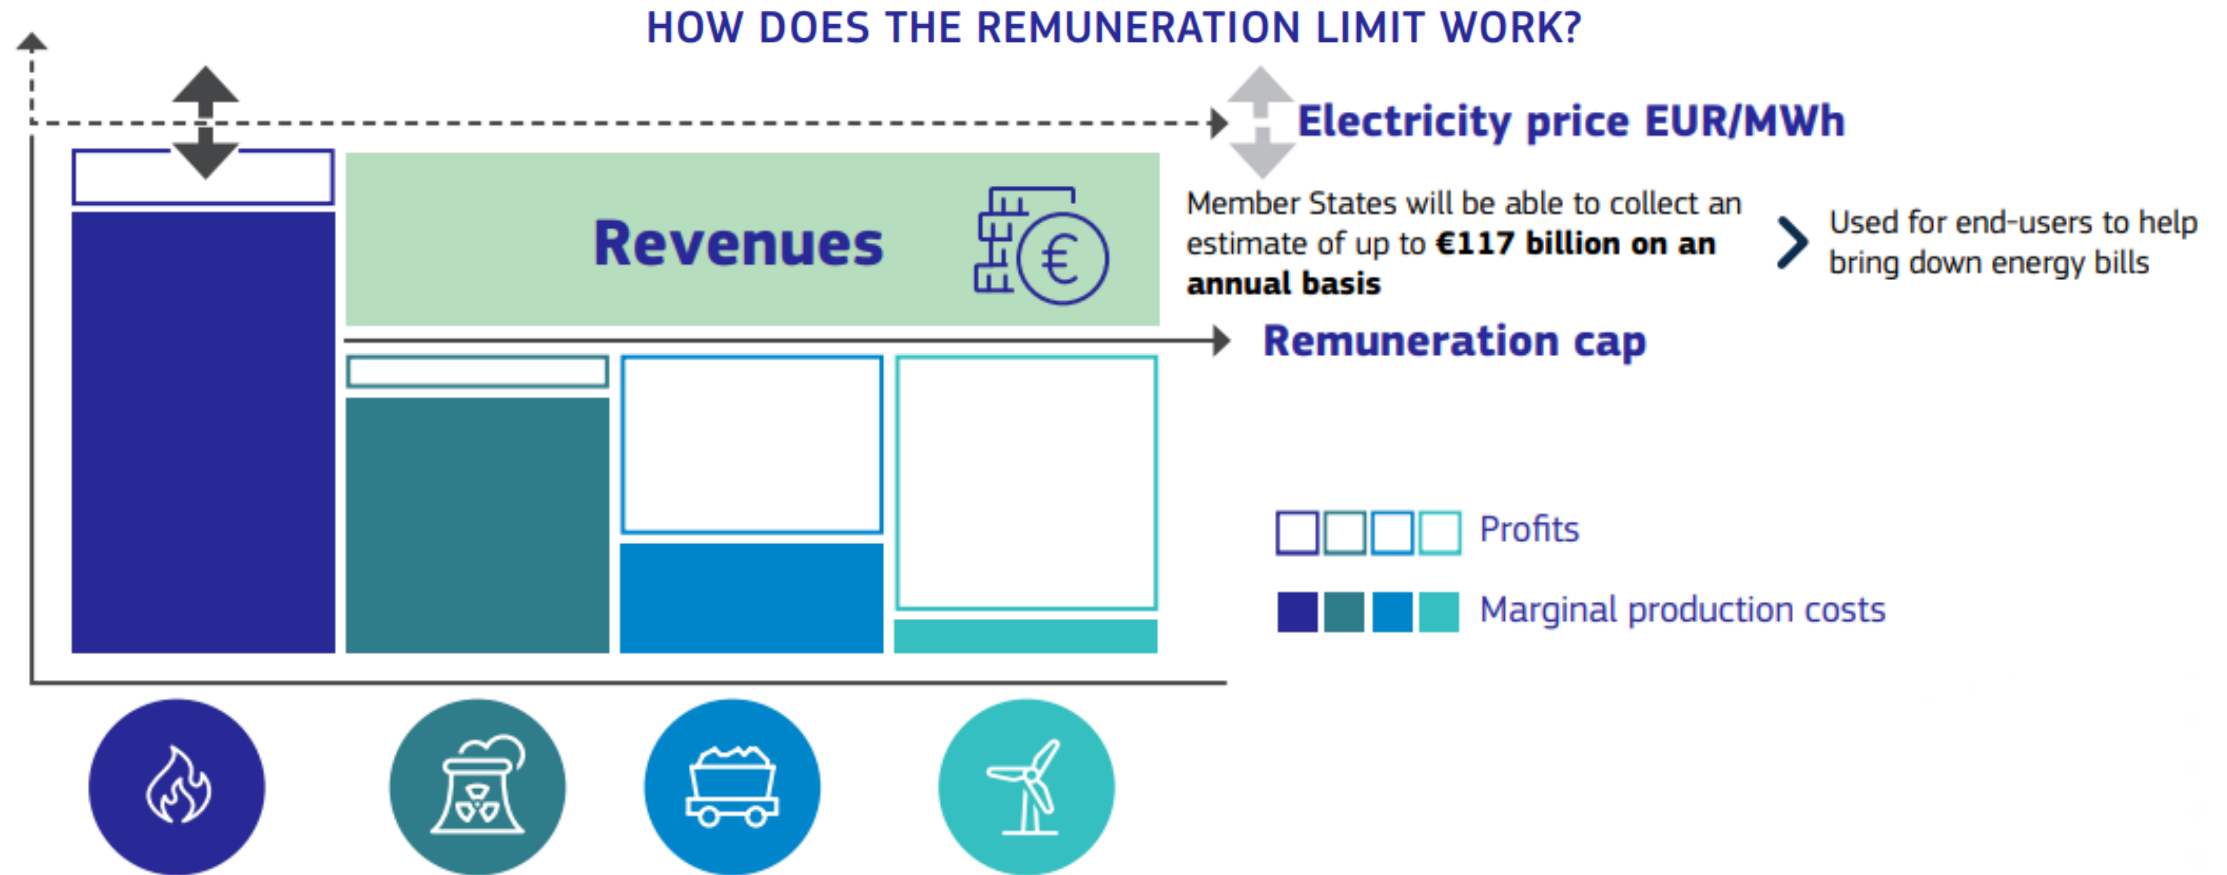 HOW DOES THE REMUNERATION LIMIT WORK?
Electricity price EUR/MWh
Revenues
€
Member States will be able to collect an
estimate of up to €117 billion on an
annual basis
Used for end-users to help
bring down energy bills
Remuneration cap
Profits
Marginal production costs